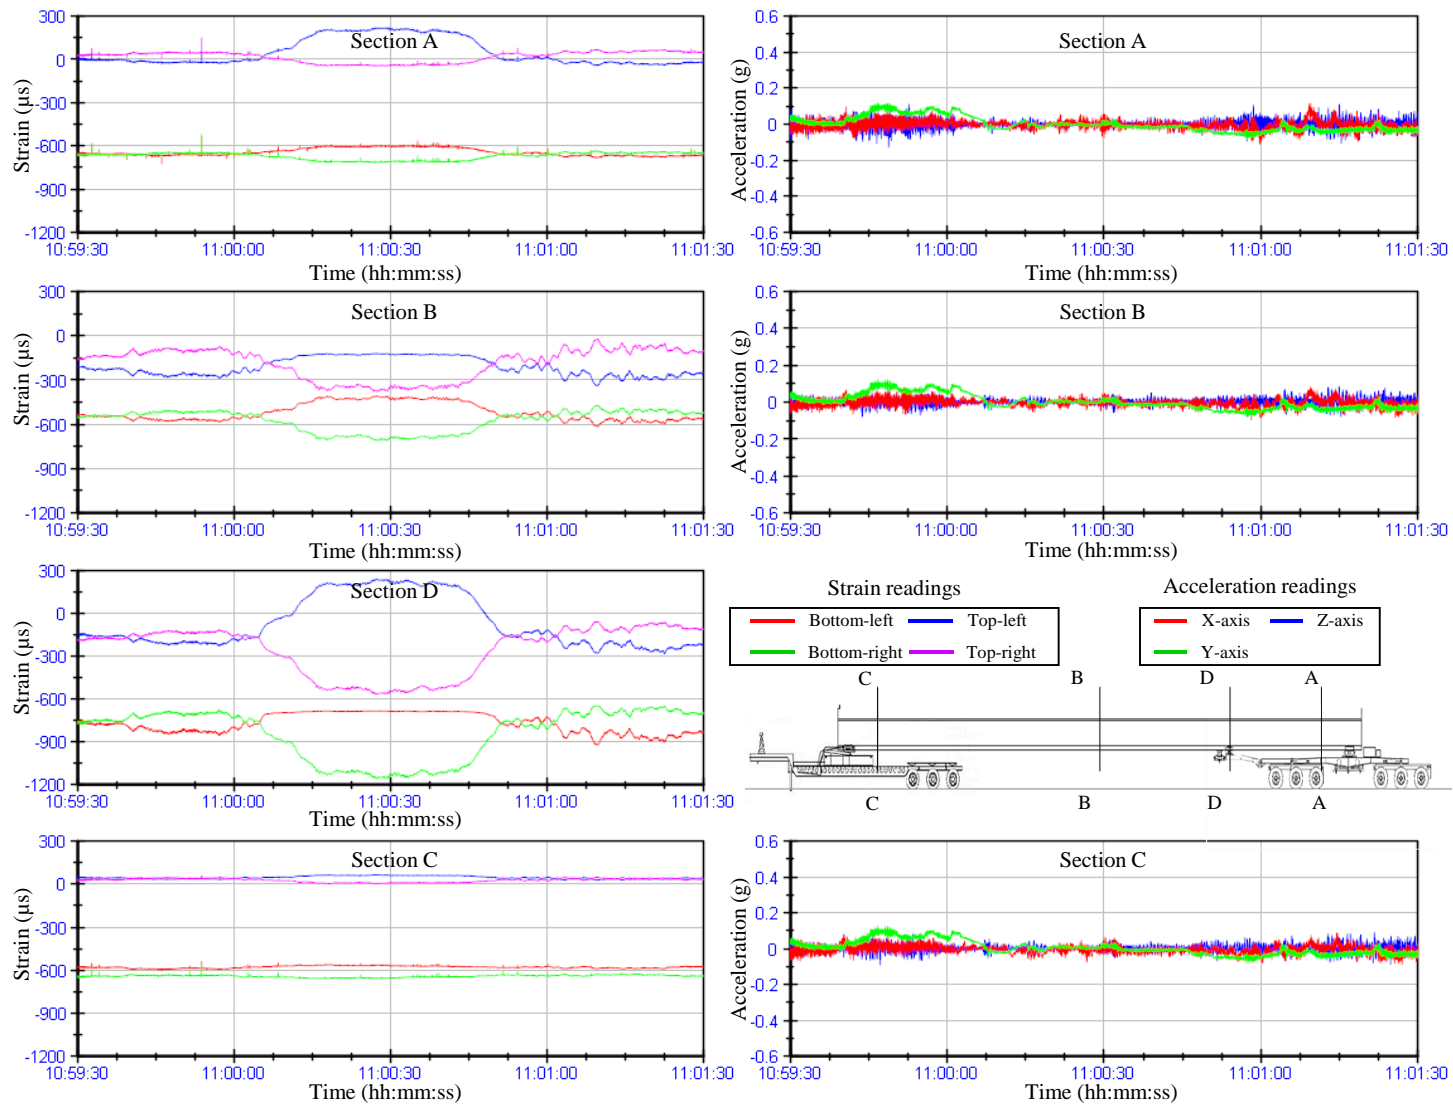 300
0
-300
-600
-900
-1200
Strain (µs)
Section A
10:59:30 11:00:00 11:00:30 11:01:00 11:01:30
Time (hh:mm:ss)
0.6
0.4
0.2
0
-0.2
-0.4
-0.6
Acceleration (g)
Section A
10:59:30 11:00:00 11:00:30 11:01:00 11:01:30
Time (hh:mm:ss)
300
0
-300
-600
-900
-1200
Strain (µs)
Section B
10:59:30 11:00:00 11:00:30 11:01:00 11:01:30
Time (hh:mm:ss)
0.6
0.4
0.2
0
-0.2
-0.4
-0.6
Acceleration (g)
Section B
10:59:30 11:00:00 11:00:30 11:01:00 11:01:30
Time (hh:mm:ss)
300
0
-300
-600
-900
-1200
Strain (µs)
Section D
10:59:30 11:00:00 11:00:30 11:01:00 11:01:30
Time (hh:mm:ss)
Strain readings
Bottom-left Top-left
Bottom-right Top-right
Acceleration readings
X-axis Z-axis
Y-axis
C B D A
C B D A
300
0
-300
-600
-900
-1200
Strain (µs)
Section C
10:59:30 11:00:00 11:00:30 11:01:00 11:01:30
Time (hh:mm:ss)
0.6
0.4
0.2
0
-0.2
-0.4
-0.6
Acceleration (g)
Section C
10:59:30 11:00:00 11:00:30 11:01:00 11:01:30
Time (hh:mm:ss)